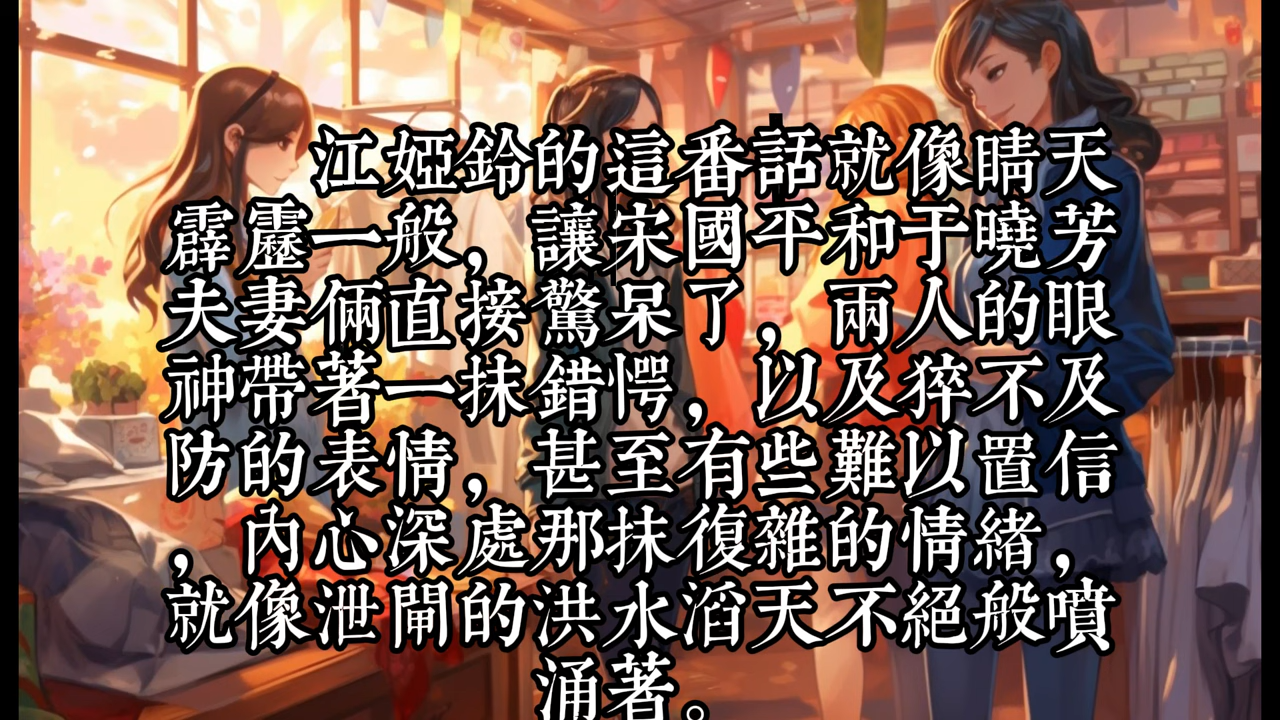 江婭鈴的這番話就像晴天
霹靂一般，讓宋國平和于曉芳
夫妻倆直接驚呆了，兩人的眼
神帶著一抹錯愕，以及猝不及
防的表情，甚至有些難以置信
，內心深處那抹復雜的情緒，
就像泄閘的洪水滔天不絕般噴
涌著。